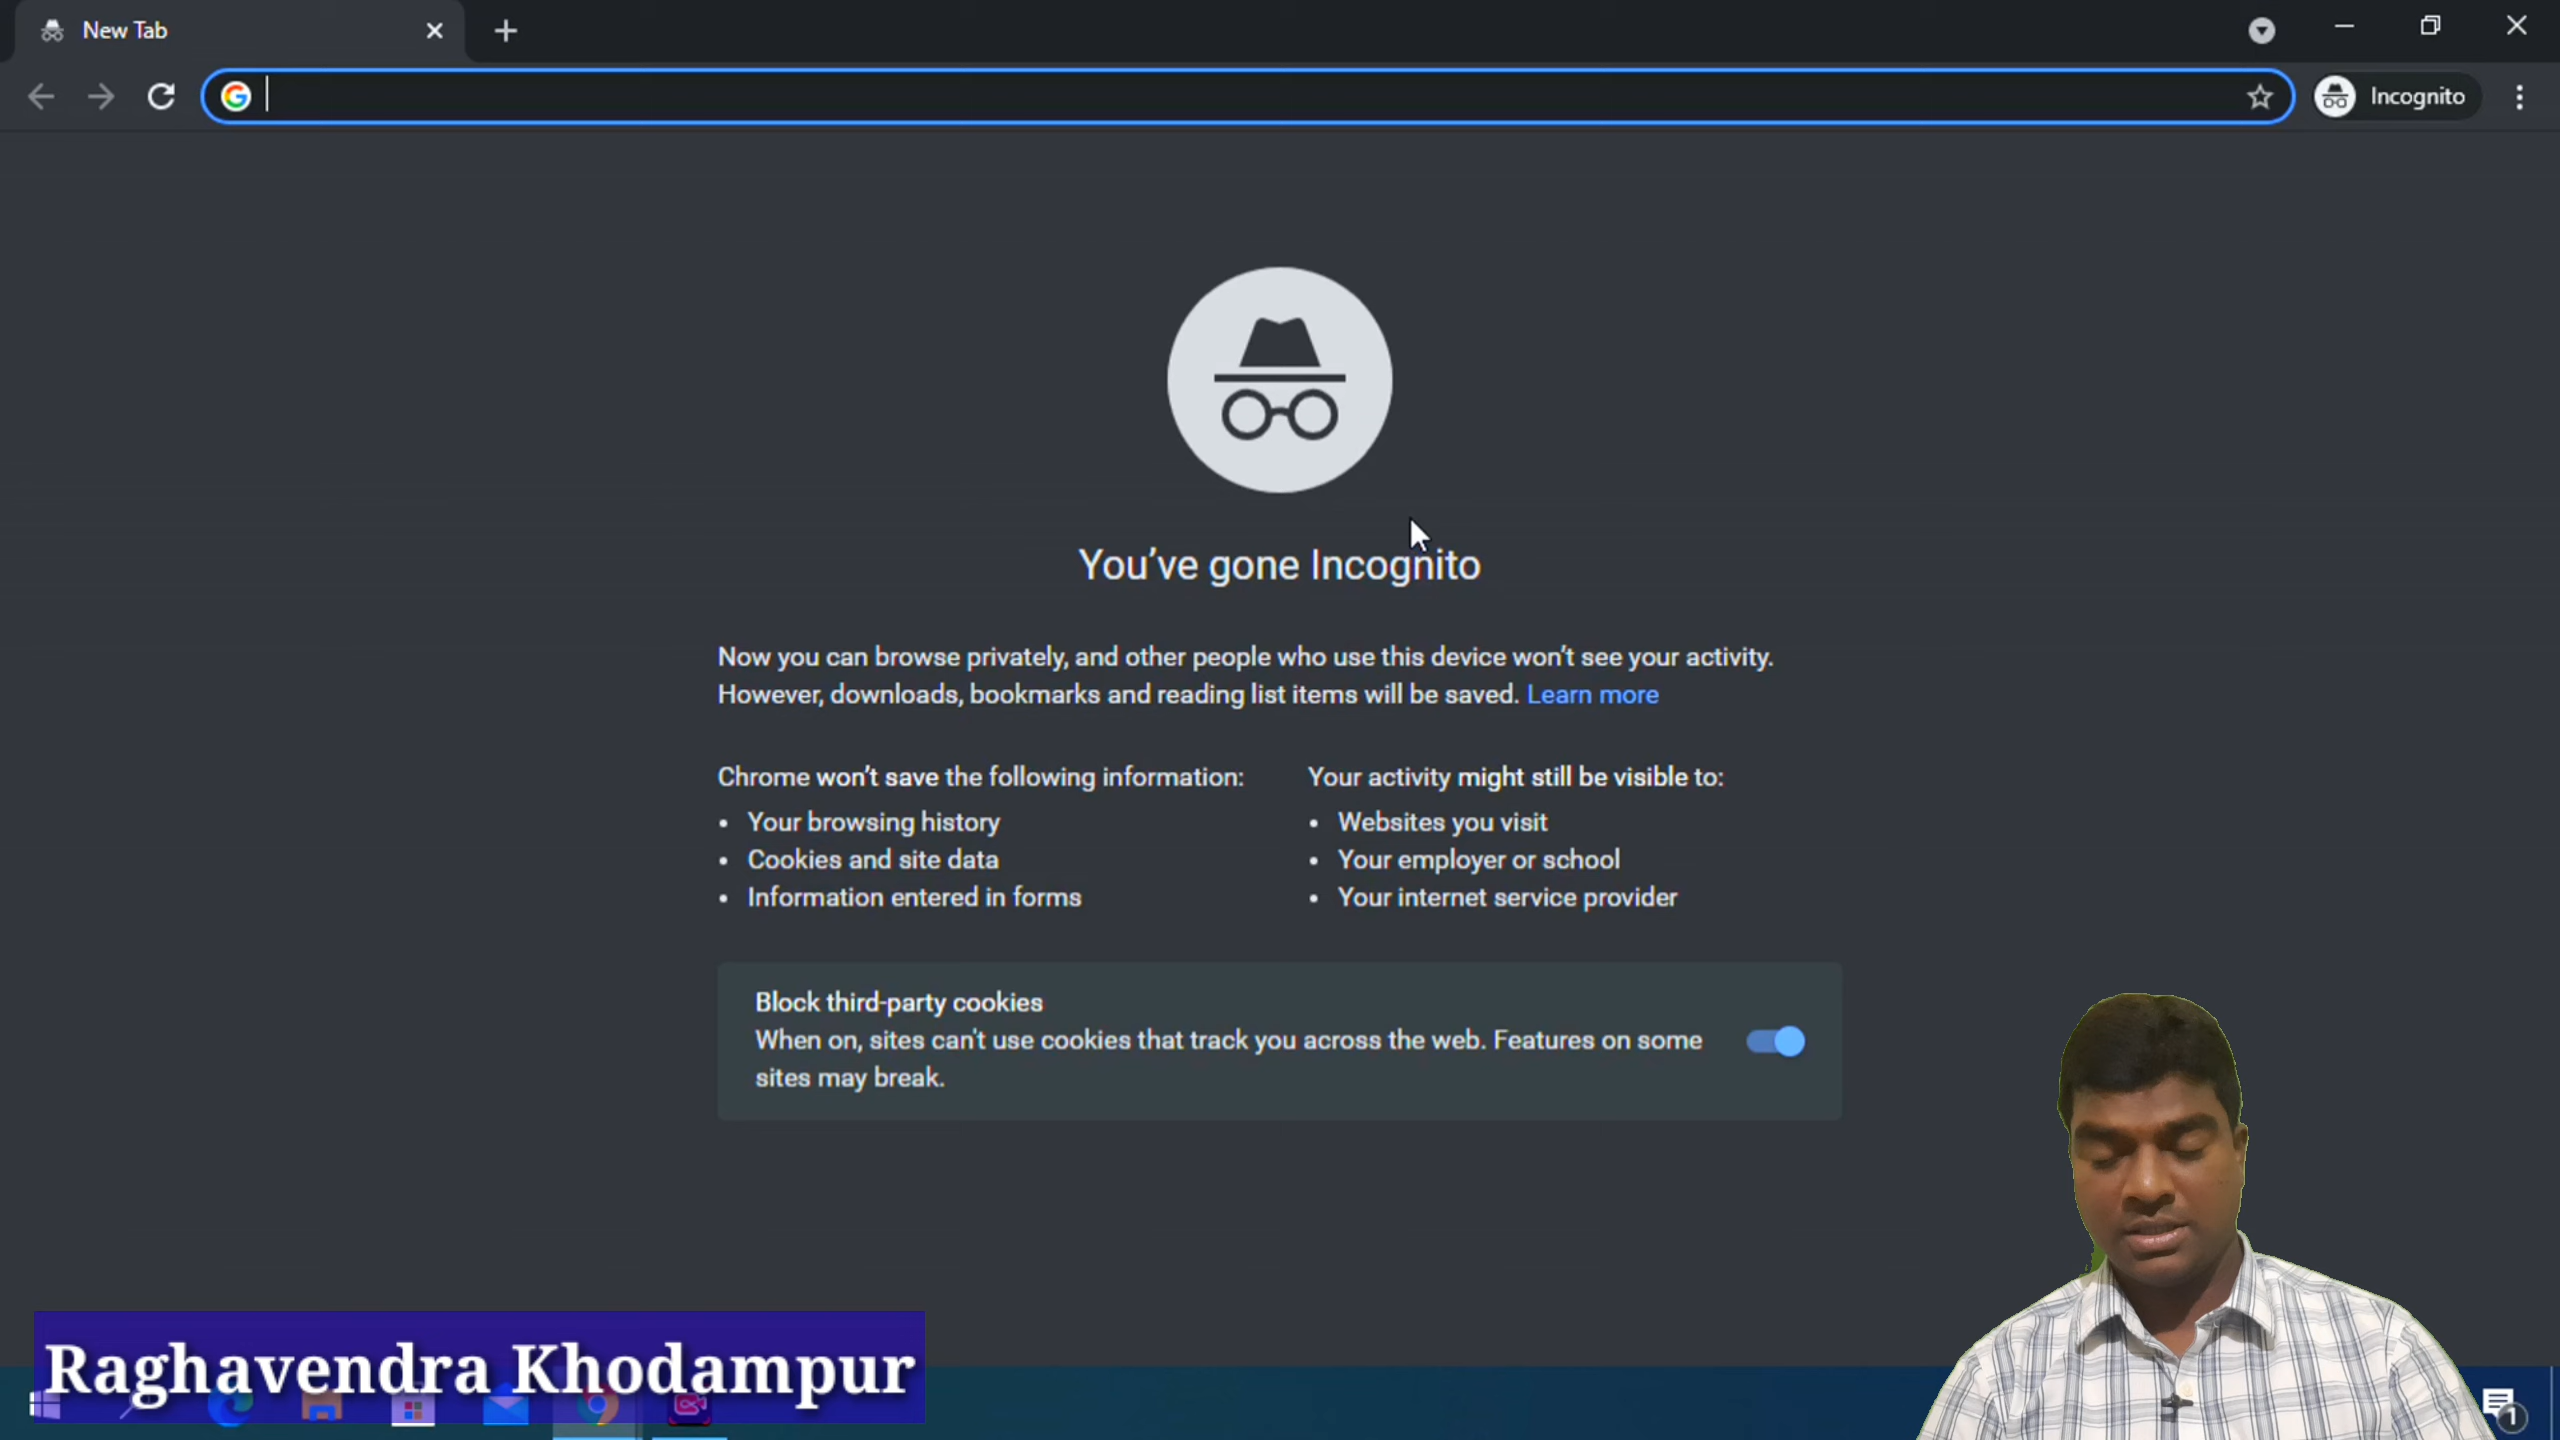 New Tab
Incognito
You've gone Incognito
Now you can browse privately, and other people who use this device won't see your activity.
However, downloads, bookmarks and reading list items will be saved. Learn more
Chrome won't save the following information:
• Your browsing history
• Cookies and site data
• Information entered in forms
Your activity might still be visible to:
• Websites you visit
• Your employer or school
• Your internet service provider
Block third-party cookies
When on, sites can't use cookies that track you across the web. Features on some
sites may break.
Raghavendra Khodampur
1